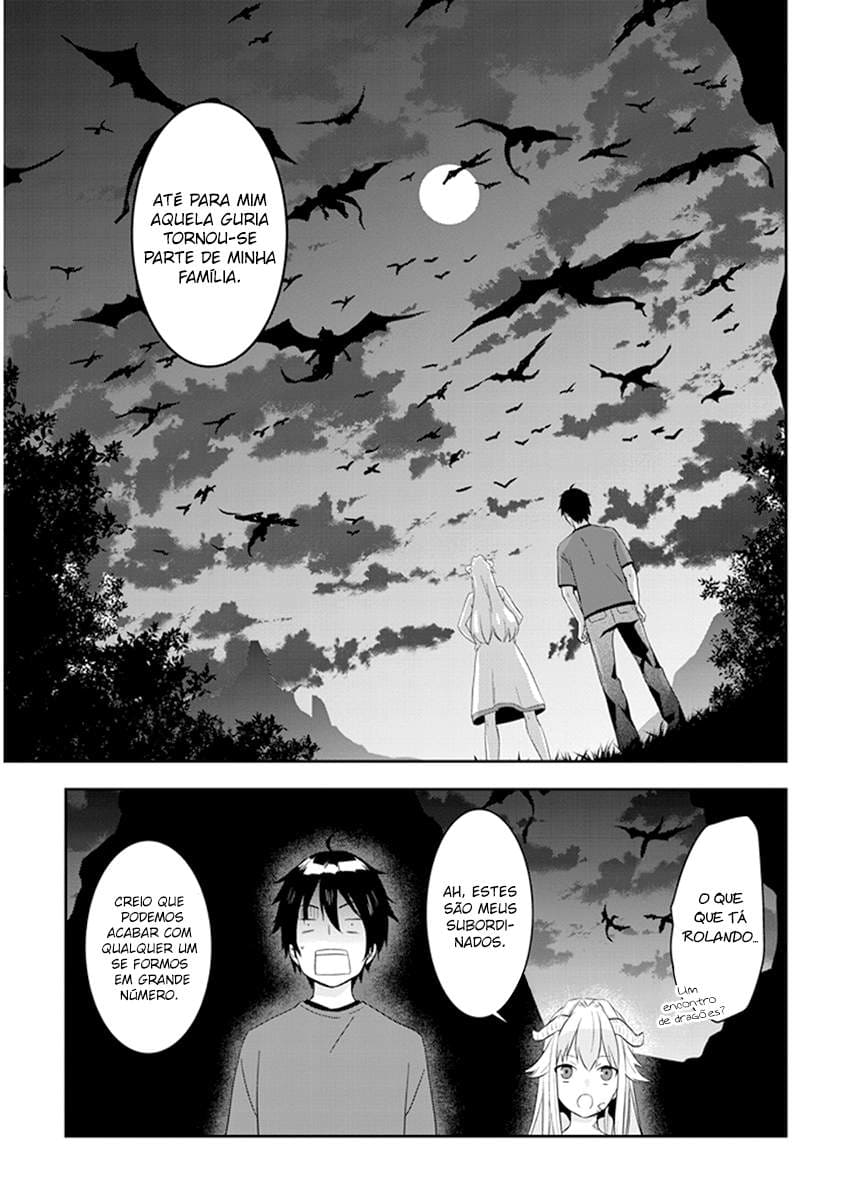 ATÉ PARA MIM
AQUELA GURIA
TORNOU-SE
PARTE DE MINHA
FAMÍLIA.
O QUE
QUE TÁ
ROLANDO...
Um
encontro
de dragões?
AH, ESTES
SÃO MEUS
SUBORDI-
NADOS.
CREIO QUE
PODEMOS
ACABAR COM
QUALQUER UM
SE FORMOS
EM GRANDE
NÚMERO.